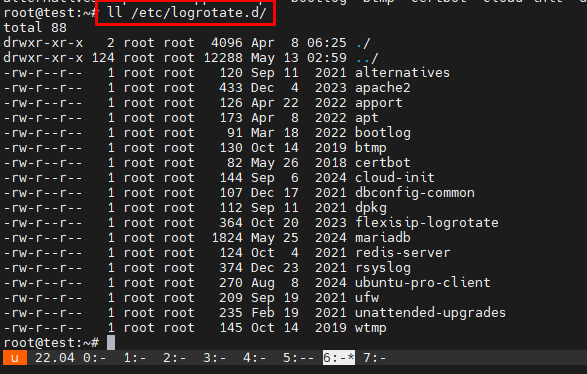 root@test:~# ll /etc/logrotate.d/
total 88
drwxr-xr-x   2 root root  4096 Apr  8 06:25 ./
drwxr-xr-x 124 root root 12288 May 13 02:59 ../
-rw-r--r--   1 root root   120 Sep 11  2021 alternatives
-rw-r--r--   1 root root   433 Dec  4  2023 apache2
-rw-r--r--   1 root root   126 Apr 22  2022 apport
-rw-r--r--   1 root root   173 Apr  8  2022 apt
-rw-r--r--   1 root root    91 Mar 18  2022 bootlog
-rw-r--r--   1 root root   130 Oct 14  2019 btmp
-rw-r--r--   1 root root    82 May 26  2018 certbot
-rw-r--r--   1 root root   144 Sep  6  2024 cloud-init
-rw-r--r--   1 root root   107 Dec 17  2021 dbconfig-common
-rw-r--r--   1 root root   112 Sep 11  2021 dpkg
-rw-r--r--   1 root root   364 Oct 20  2023 flexisip-logrotate
-rw-r--r--   1 root root  1824 May 25  2024 mariadb
-rw-r--r--   1 root root   124 Oct  4  2021 redis-server
-rw-r--r--   1 root root   374 Dec 23  2021 rsyslog
-rw-r--r--   1 root root   270 Aug  8  2024 ubuntu-pro-client
-rw-r--r--   1 root root   209 Sep 19  2021 ufw
-rw-r--r--   1 root root   235 Feb 19  2021 unattended-upgrades
-rw-r--r--   1 root root   145 Oct 14  2019 wtmp
root@test:~#
u 22.04 0:- 1:- 2:- 3:- 4:- 5:-- 6:-* 7:-